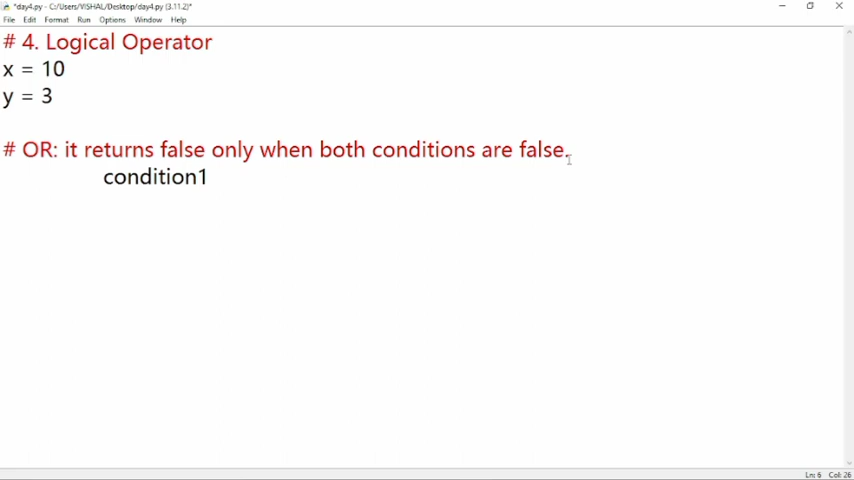 *day4.py - C:/Users/VISHAL/Desktop/day4.py (3.11.2)*
File Edit Format Run Options Window Help
# 4. Logical Operator
x = 10
y = 3
# OR: it returns false only when both conditions are false.
condition1
Ln: 6 Col: 26